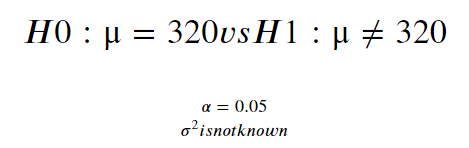 H0 : μ = 320vsH1 : μ ≠ 320
α = 0.05
σ²isnotknown